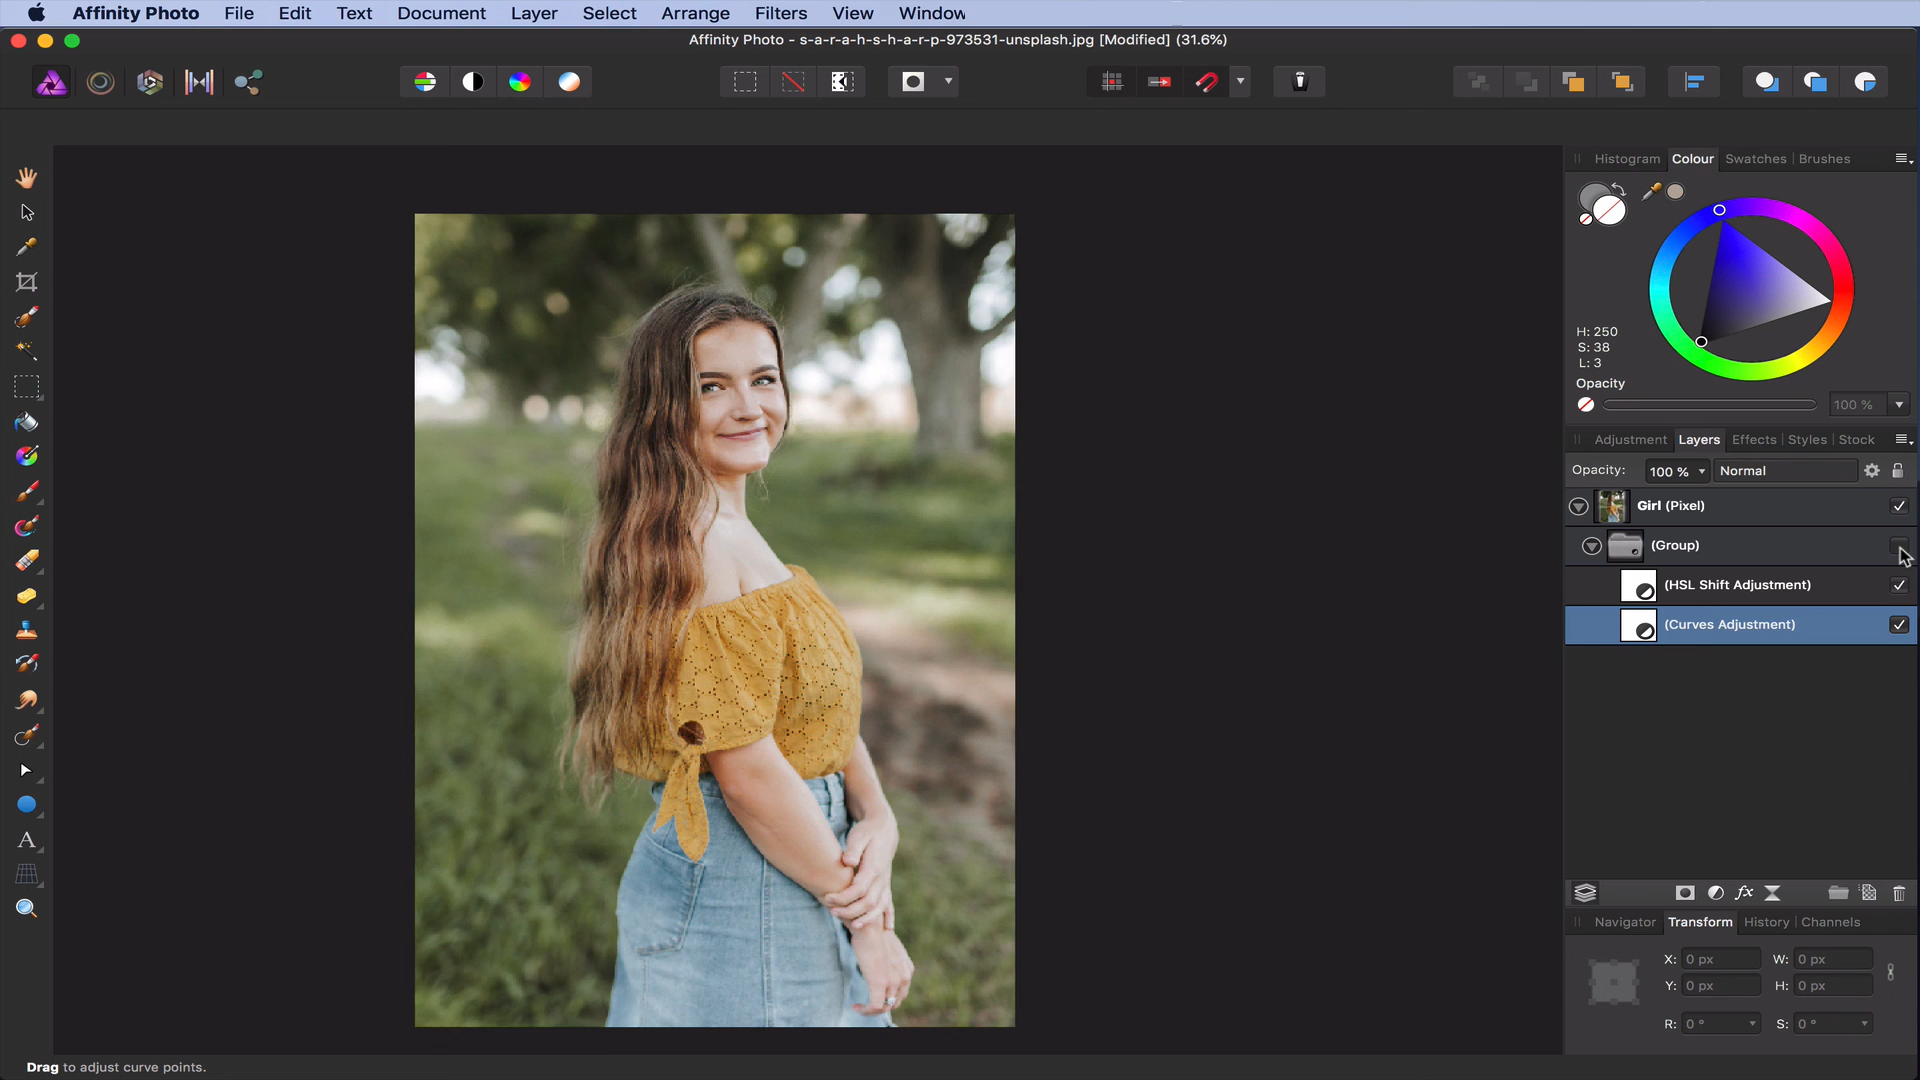 Affinity Photo File Edit Text Document Layer Select Arrange Filters View Window
Affinity Photo - s-a-r-a-h-s-h-a-r-p-973531-unsplash.jpg [Modified] (31.6%)
Histogram Colour Swatches Brushes
H: 250
S: 38
L: 3
Opacity
100 %
Adjustment Layers Effects Styles Stock
Opacity: 100 % Normal
Girl (Pixel)
(Group)
(HSL Shift Adjustment)
(Curves Adjustment)
fx
Navigator Transform History Channels
X: 0 px W: 0 px
Y: 0 px H: 0 px
R: 0 ° S: 0 °
A
Drag to adjust curve points.